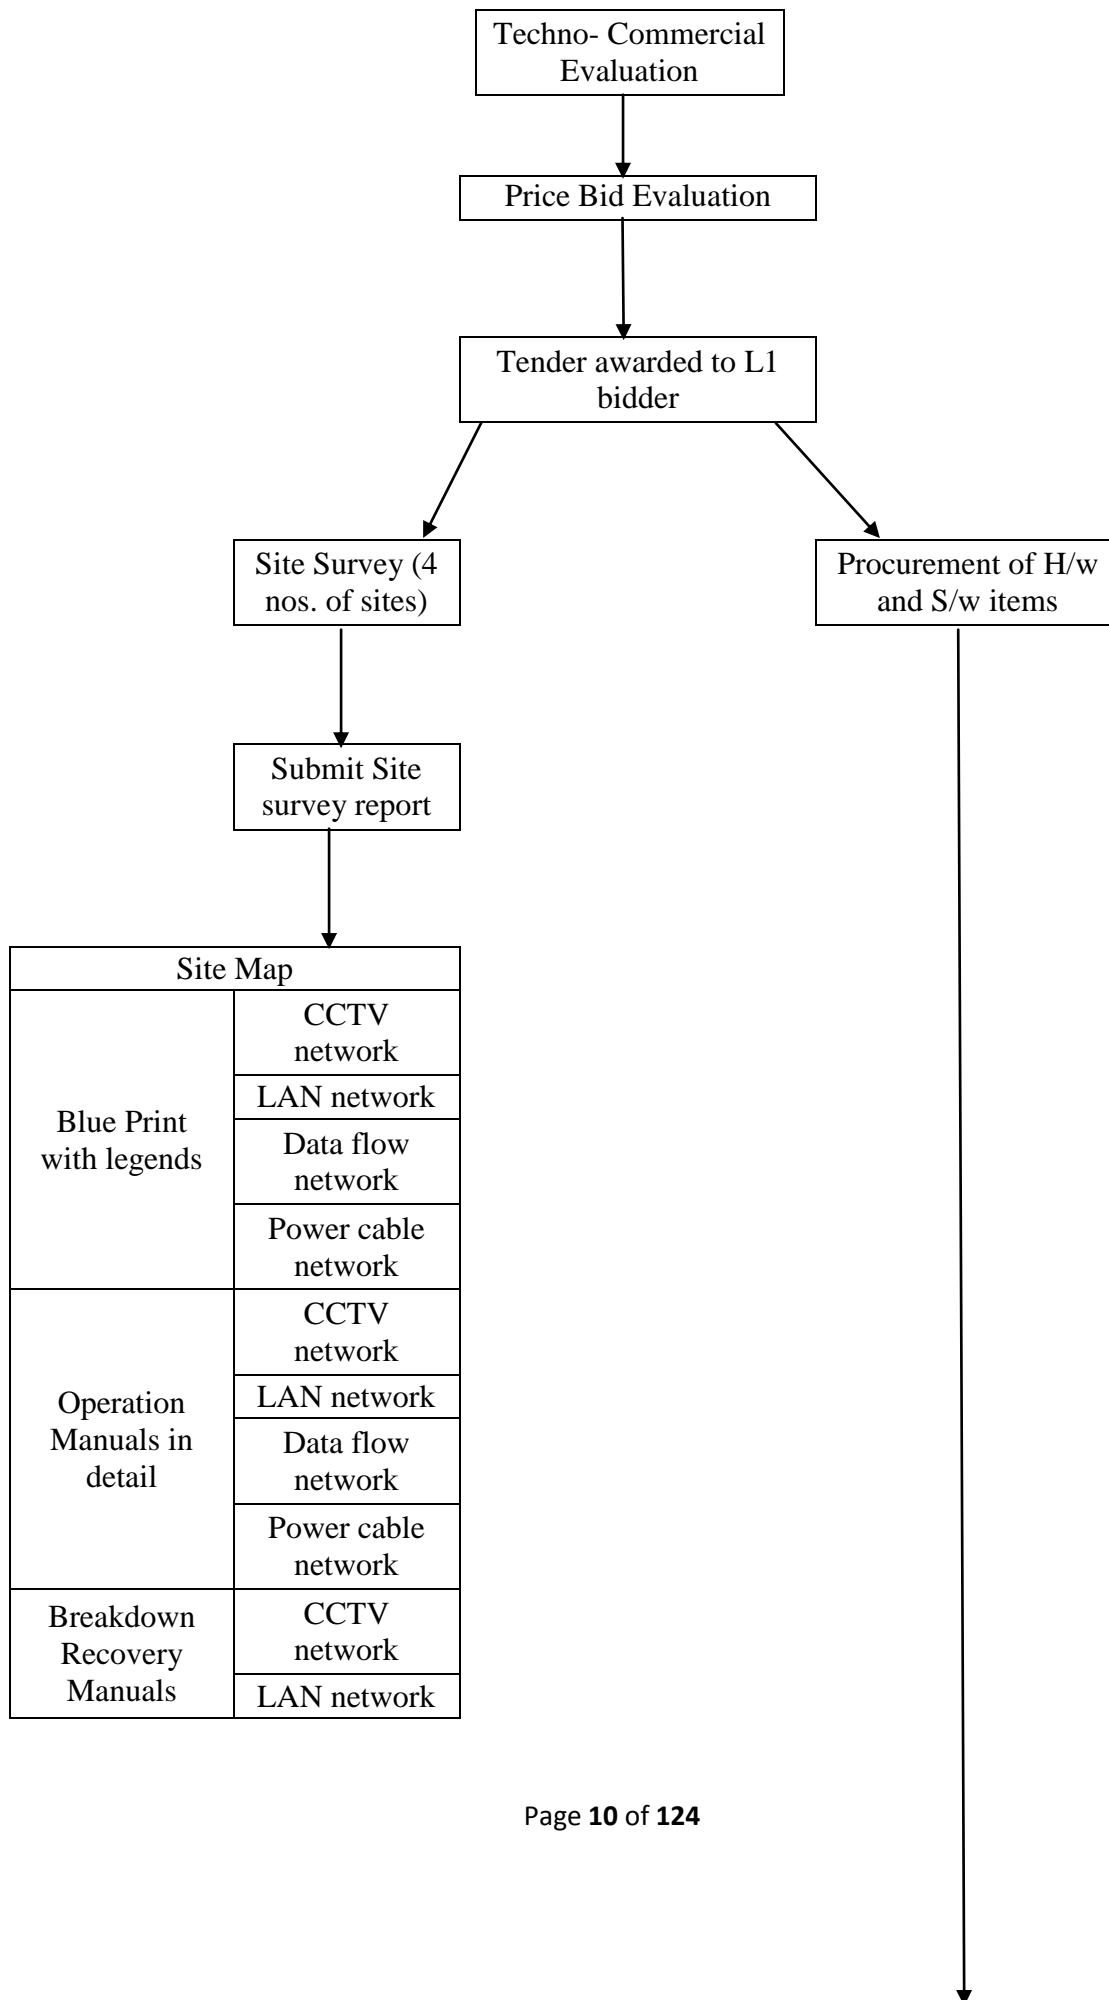 Techno- Commercial
Evaluation
Price Bid Evaluation
Tender awarded to L1
bidder
Site Survey (4
nos. of sites)
Procurement of H/w
and S/w items
Submit Site
survey report
Site Map
Blue Print
with legends
CCTV
network
LAN network
Data flow
network
Power cable
network
Operation
Manuals in
detail
CCTV
network
LAN network
Data flow
network
Power cable
network
Breakdown
Recovery
Manuals
CCTV
network
LAN network
Page 10 of 124